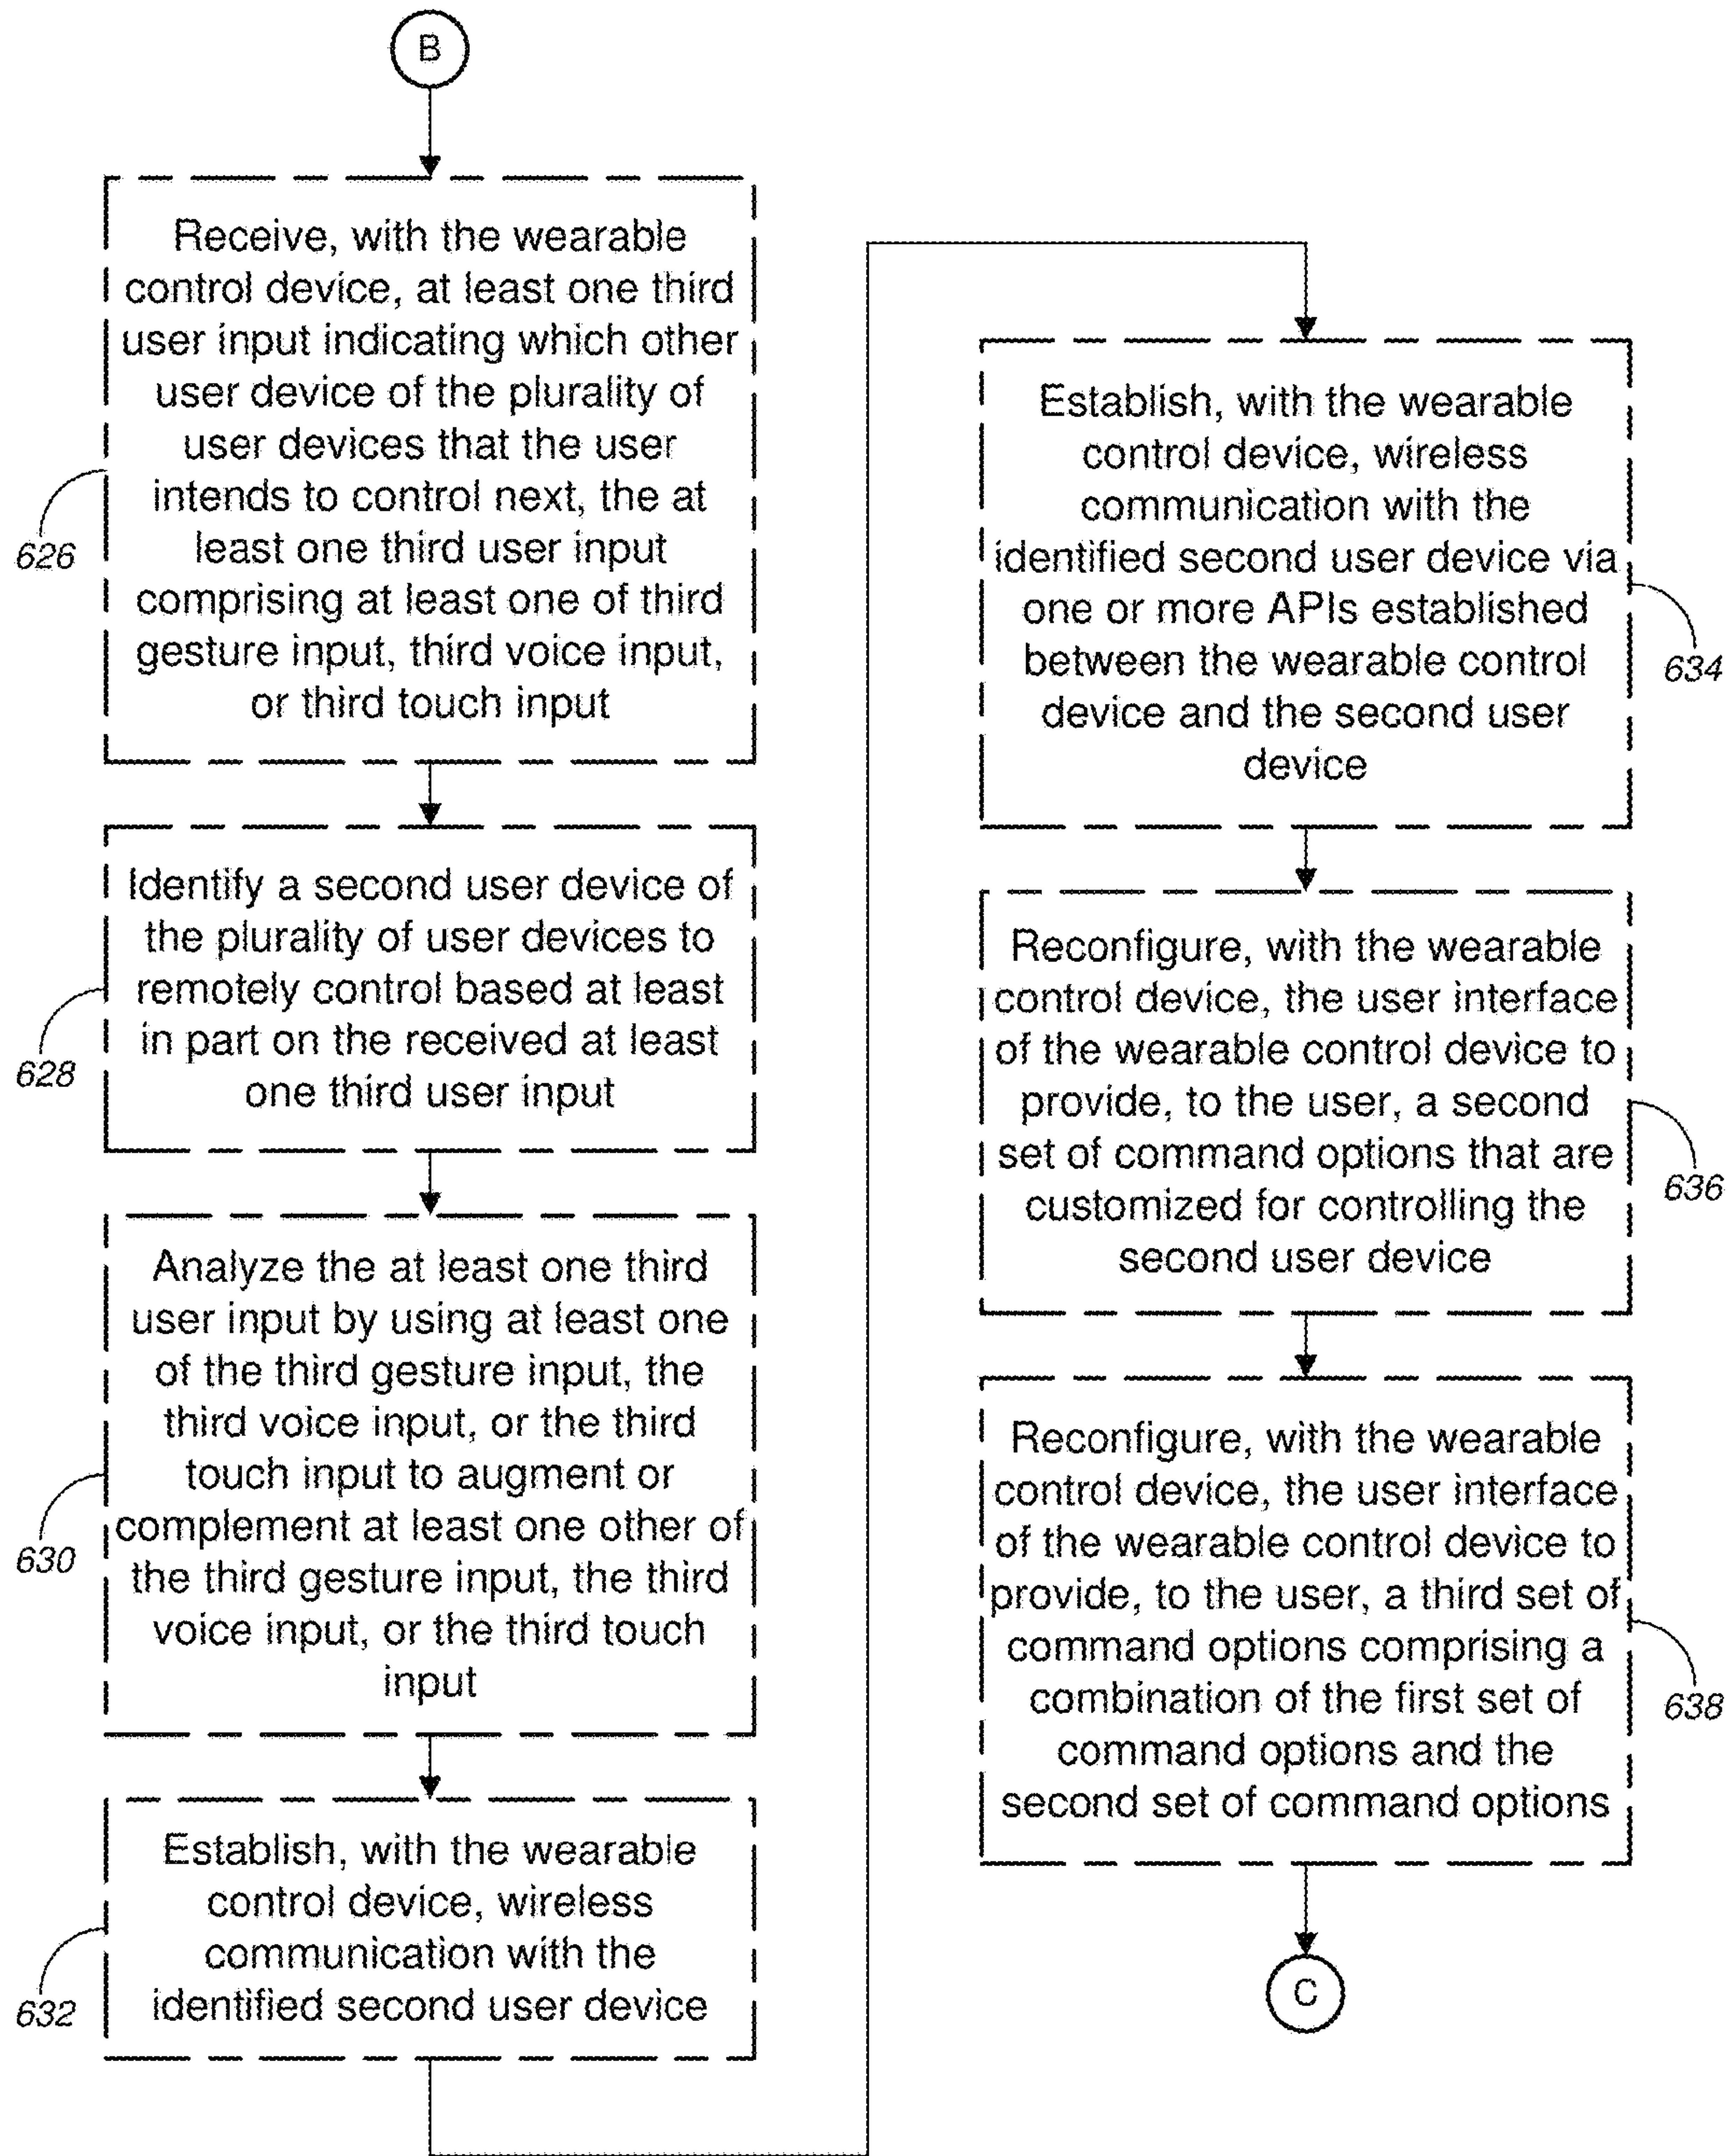 B
Receive, with the wearable
control device, at least one third
user input indicating which other
user device of the plurality of
user devices that the user
intends to control next, the at
least one third user input
comprising at least one of third
gesture input, third voice input,
or third touch input
626
Identify a second user device of
the plurality of user devices to
remotely control based at least
in part on the received at least
one third user input
628
Analyze the at least one third
user input by using at least one
of the third gesture input, the
third voice input, or the third
touch input to augment or
complement at least one other of
the third gesture input, the third
voice input, or the third touch
input
630
Establish, with the wearable
control device, wireless
communication with the
identified second user device
632
Establish, with the wearable
control device, wireless
communication with the
identified second user device via
one or more APIs established
between the wearable control
device and the second user
device
634
Reconfigure, with the wearable
control device, the user interface
of the wearable control device to
provide, to the user, a second
set of command options that are
customized for controlling the
second user device
636
Reconfigure, with the wearable
control device, the user interface
of the wearable control device to
provide, to the user, a third set of
command options comprising a
combination of the first set of
command options and the
second set of command options
638
C